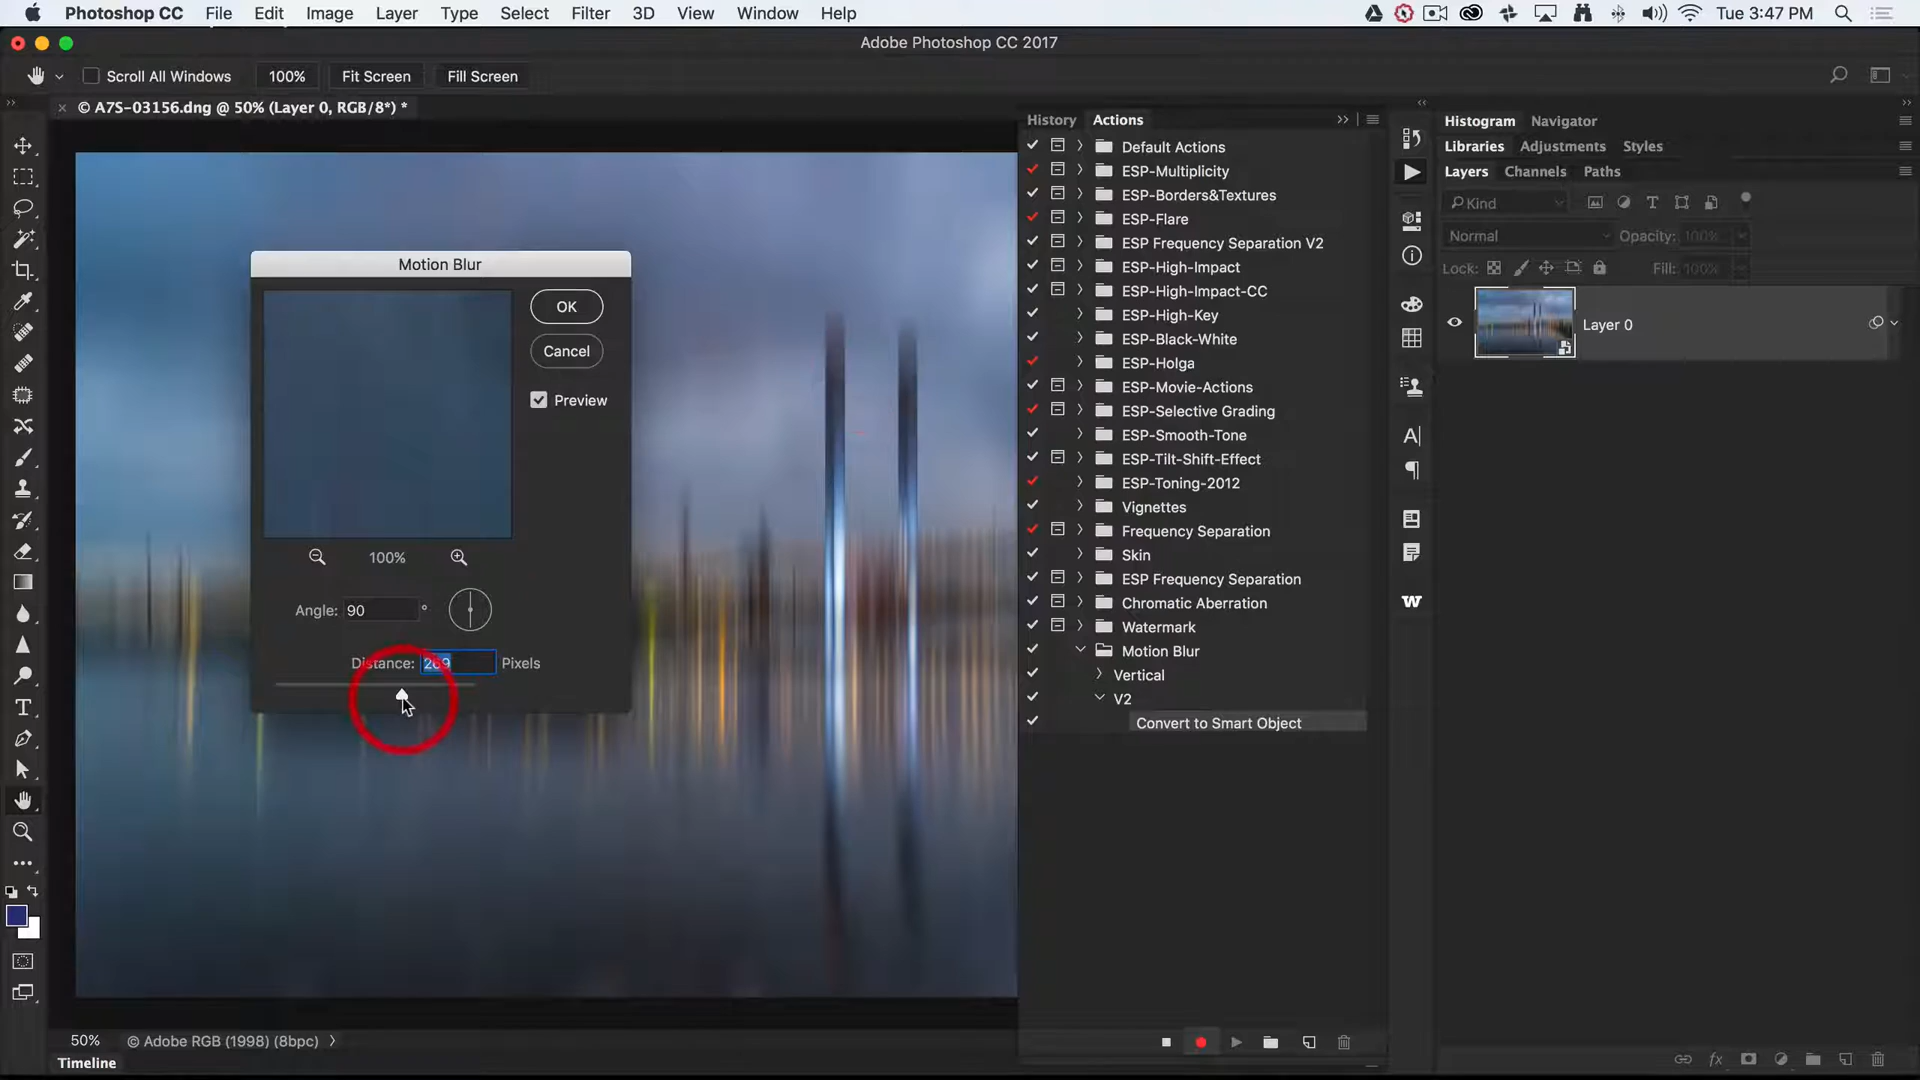 Photoshop CC File Edit Image Layer Type Select Filter 3D View Window Help Tue 3:47 PM
Adobe Photoshop CC 2017
Scroll All Windows 100% Fit Screen Fill Screen
© A7S-03156.dng @ 50% (Layer 0, RGB/8*) *
History Actions
Default Actions
ESP-Multiplicity
ESP-Borders&Textures
ESP-Flare
ESP Frequency Separation V2
ESP-High-Impact
ESP-High-Impact-CC
ESP-High-Key
ESP-Black-White
ESP-Holga
ESP-Movie-Actions
ESP-Selective Grading
ESP-Smooth-Tone
ESP-Tilt-Shift-Effect
ESP-Toning-2012
Vignettes
Frequency Separation
Skin
ESP Frequency Separation
Chromatic Aberration
Watermark
Motion Blur
Vertical
V2
Convert to Smart Object
Motion Blur
OK
Cancel
Preview
100%
Angle: 90 °
Distance: 269 Pixels
Histogram Navigator
Libraries Adjustments Styles
Layers Channels Paths
Kind
Normal Opacity: 100%
Lock: Fill: 100%
Layer 0
50% © Adobe RGB (1998) (8bpc)
Timeline